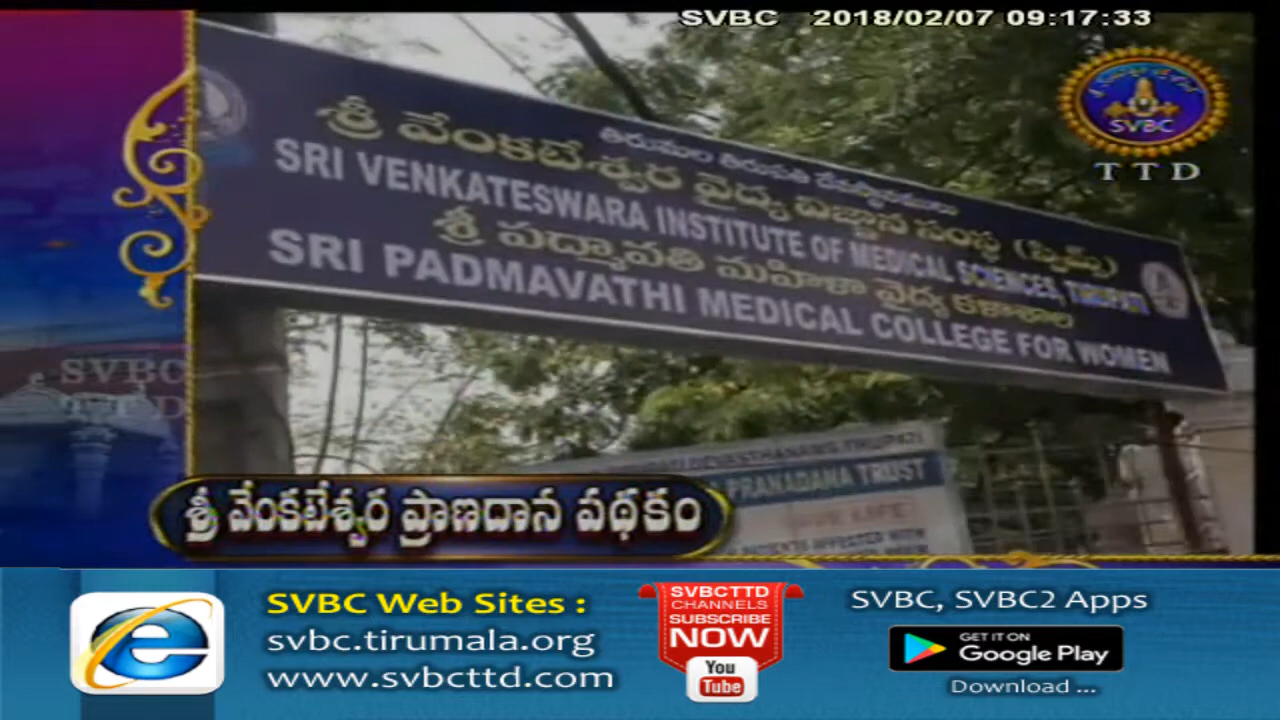 SVBC 2018/02/07 09:17:33
SVBC
T T D
తిరుమల తిరుపతి దేవస్థానములు
శ్రీ వేంకటేశ్వర వైద్య విజ్ఞాన సంస్థ (స్విమ్స్)
SRI VENKATESWARA INSTITUTE OF MEDICAL SCIENCES, TIRUPATI
శ్రీ పద్మావతి మహిళా వైద్య కళాశాల
SRI PADMAVATHI MEDICAL COLLEGE FOR WOMEN
SVBC
T T D
PRANADANA TRUST
శ్రీ వేంకటేశ్వర ప్రాణదాన పథకం
SVBC Web Sites :
svbc.tirumala.org
www.svbcttd.com
SVBCTTD
CHANNELS
SUBSCRIBE
NOW
You
Tube
SVBC, SVBC2 Apps
GET IT ON
Google Play
Download ...